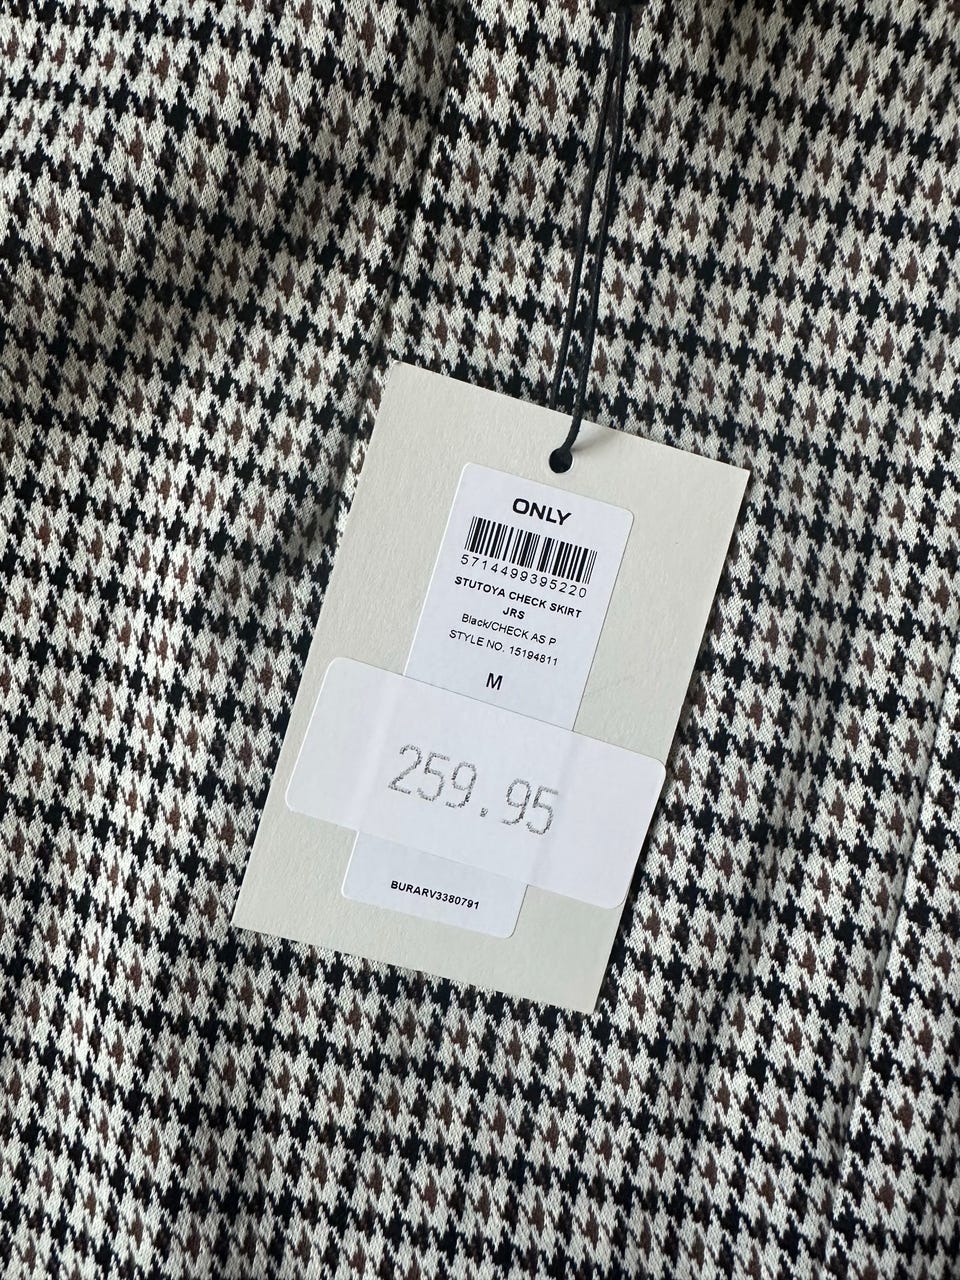 ONLY
5714499395220
STUTOYA CHECK SKIRT
JRS
Black/CHECK AS P
STYLE NO. 15194811
M
259.95
BURARV3380791